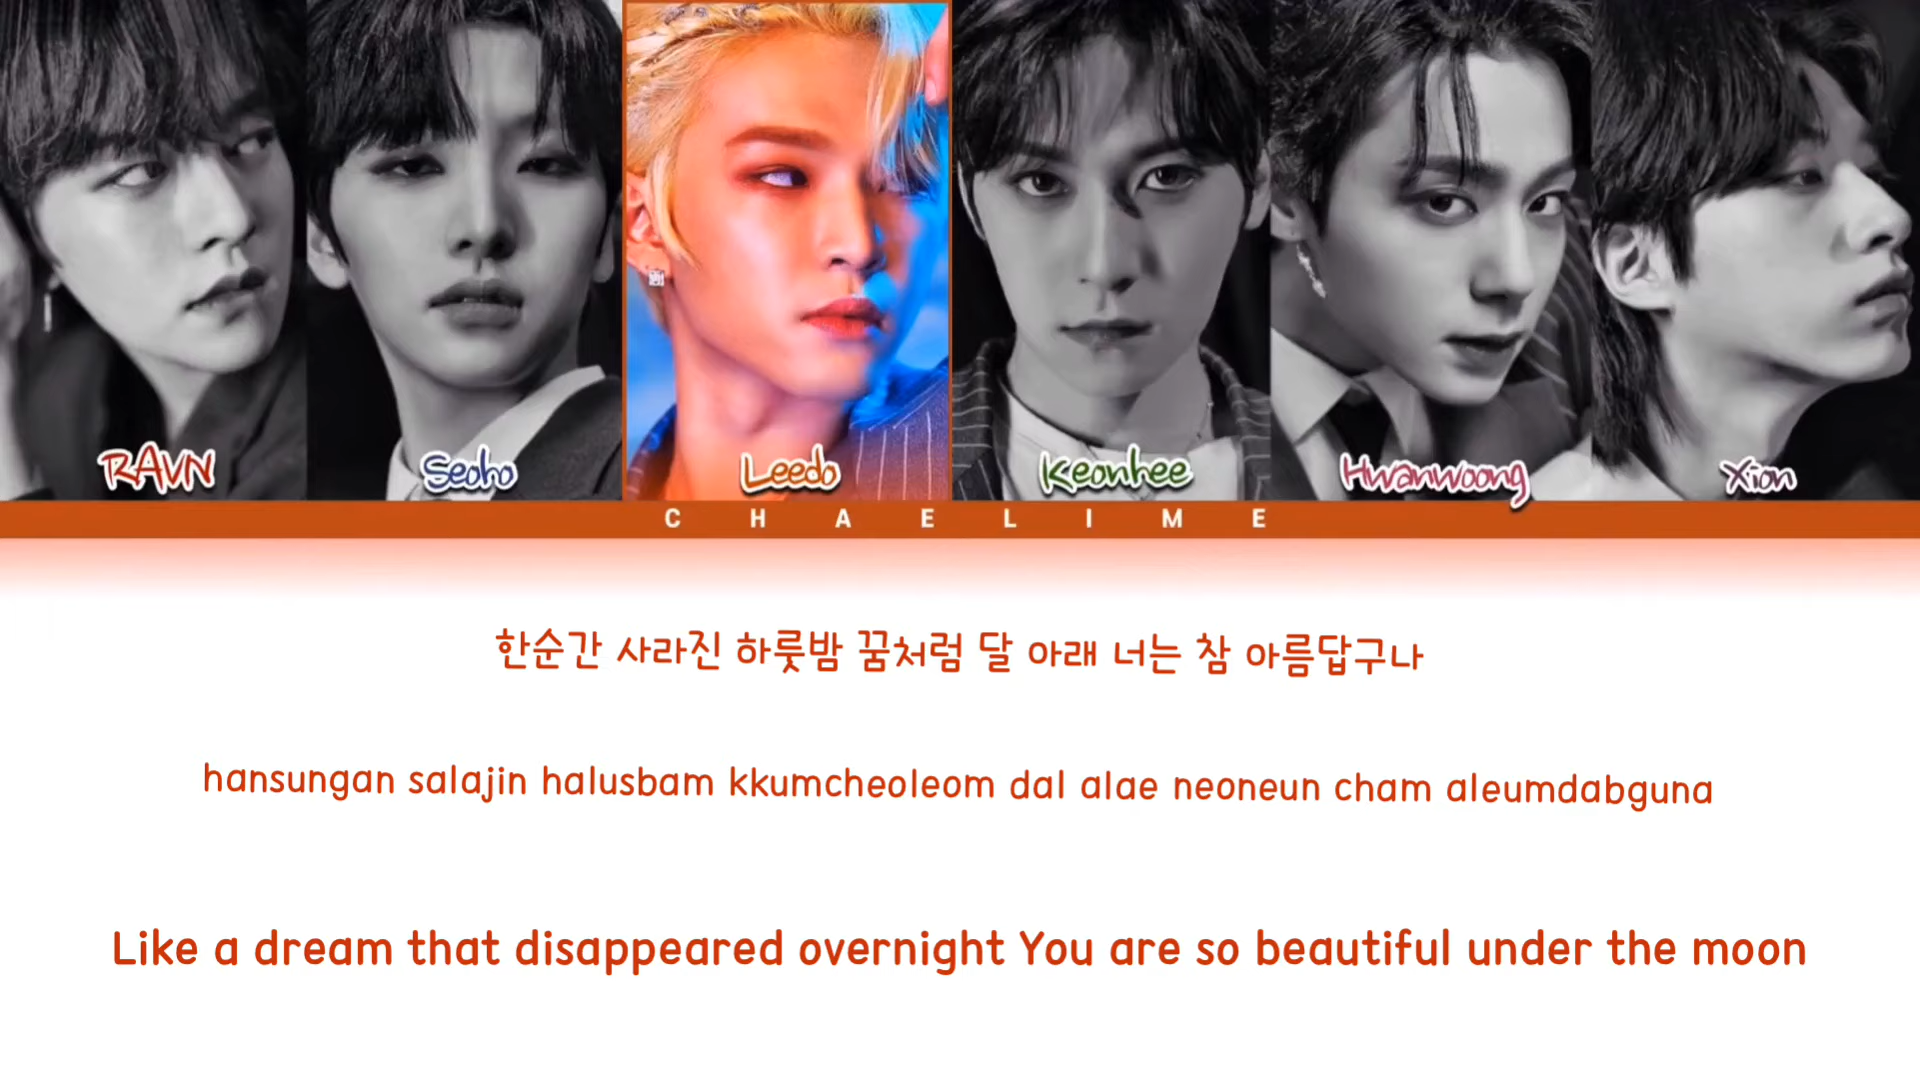 RAVN Seoho Leedo Keonhee Hwanwoong Xion
CHAELIME
한순간 사라진 하룻밤 꿈처럼 달 아래 너는 참 아름답구나
hansungan salajin halusbam kkumcheoleom dal alae neoneun cham aleumdabguna
Like a dream that disappeared overnight You are so beautiful under the moon